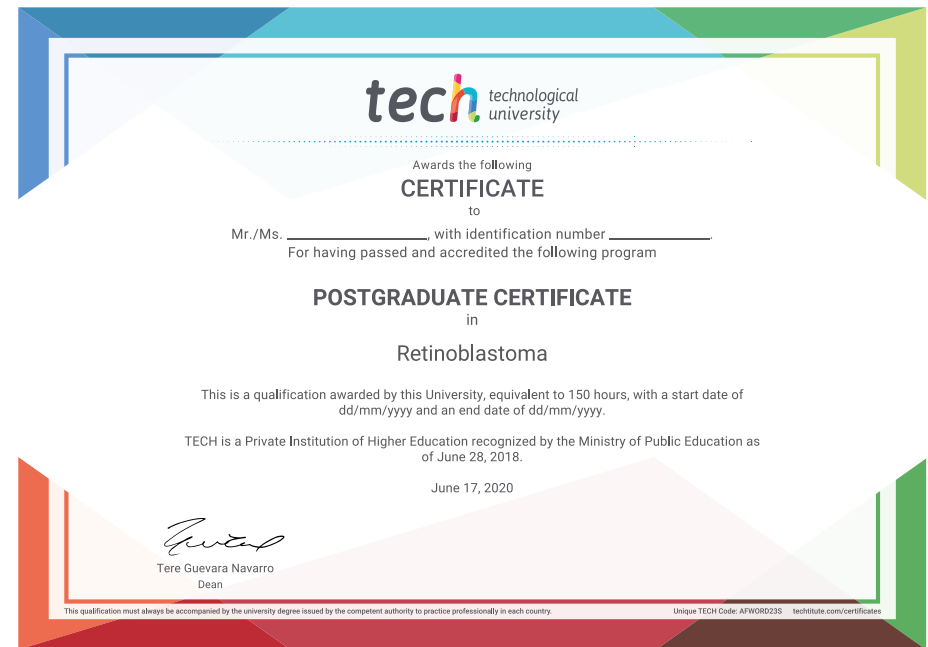 tech technological
university
Awards the following
CERTIFICATE
to
Mr./Ms. ____________________, with identification number ______________.
For having passed and accredited the following program
POSTGRADUATE CERTIFICATE
in
Retinoblastoma
This is a qualification awarded by this University, equivalent to 150 hours, with a start date of
dd/mm/yyyy and an end date of dd/mm/yyyy.
TECH is a Private Institution of Higher Education recognized by the Ministry of Public Education as
of June 28, 2018.
June 17, 2020
Tere Guevara Navarro
Dean
This qualification must always be accompanied by the university degree issued by the competent authority to practice professionally in each country. Unique TECH Code: AFWORD23S techtitute.com/certificates